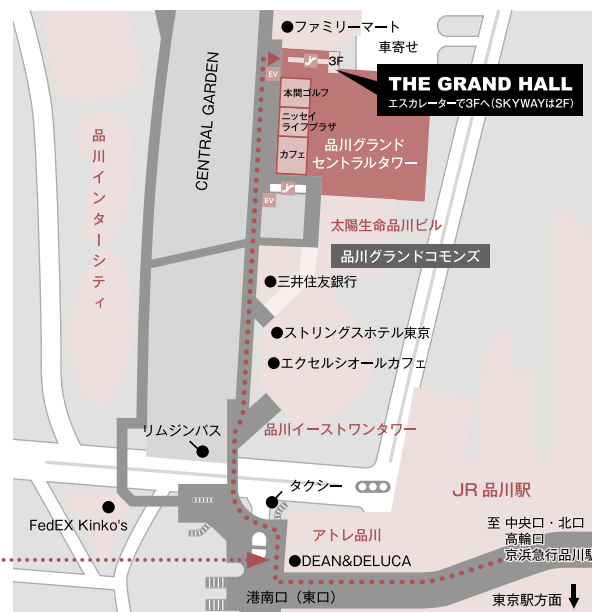 ファミリーマート
車寄せ
3F
EV
THE GRAND HALL
エスカレーターで3Fへ(SKYWAYは2F)
本間ゴルフ
ニッセイ
ライフプラザ
カフェ
品川グランド
セントラルタワー
CENTRAL GARDEN
品川インターシティ
EV
太陽生命品川ビル
品川グランドコモンズ
三井住友銀行
ストリングスホテル東京
エクセルシオールカフェ
リムジンバス
品川イーストワンタワー
タクシー
JR 品川駅
FedEX Kinko's
アトレ品川
至 中央口・北口
高輪口
京浜急行品川駅
DEAN&DELUCA
港南口（東口）
東京駅方面